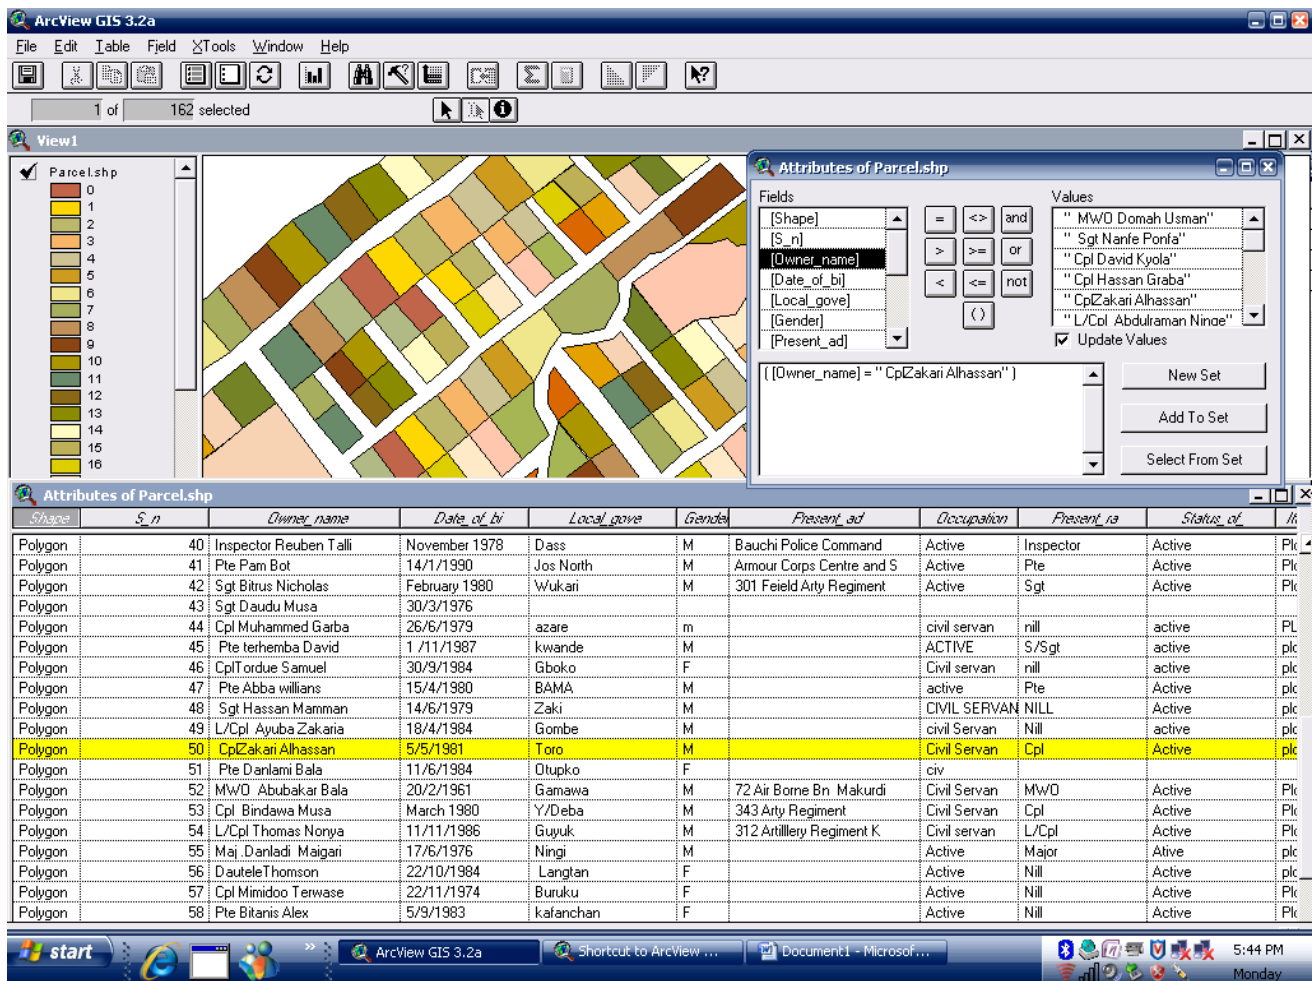 ArcView GIS 3.2a
File Edit Table Field XTools Window Help
1 of 162 selected
View1
Parcel.shp
0
1
2
3
4
5
6
7
8
9
10
11
12
13
14
15
16
Attributes of Parcel.shp
Fields
[Shape]
[S_n]
[Owner_name]
[Date_of_bi]
[Local_gove]
[Gender]
[Present_ad]
= <> and
> >= or
< <= not
( )
Values
" MWO Domah Usman"
" Sgt Nanfe Ponfa"
" Cpl David Kyola"
" Cpl Hassan Graba"
" CplZakari Alhassan"
" L/Cpl Abdulraman Ninge"
Update Values
( [Owner_name] = " CplZakari Alhassan" )
New Set
Add To Set
Select From Set
Attributes of Parcel.shp
Shape S_n Owner_name Date_of_bi Local_gove Gender Present_ad Occupation Present_ra Status_of_
Polygon 40 Inspector Reuben Talli November 1978 Dass M Bauchi Police Command Active Inspector Active Plo
Polygon 41 Pte Pam Bot 14/1/1990 Jos North M Armour Corps Centre and S Active Pte Active Plo
Polygon 42 Sgt Bitrus Nicholas February 1980 Wukari M 301 Feield Arty Regiment Active Sgt Active Plo
Polygon 43 Sgt Daudu Musa 30/3/1976
Polygon 44 Cpl Muhammed Garba 26/6/1979 azare m civil servan nill active PL
Polygon 45 Pte terhemba David 1 /11/1987 kwande M ACTIVE S/Sgt active plo
Polygon 46 CplTordue Samuel 30/9/1984 Gboko F Civil servan nill active plo
Polygon 47 Pte Abba willians 15/4/1980 BAMA M active Pte Active plo
Polygon 48 Sgt Hassan Mamman 14/6/1979 Zaki M CIVIL SERVAN NILL Active plo
Polygon 49 L/Cpl Ayuba Zakaria 18/4/1984 Gombe M civil Servan Nill active plo
Polygon 50 CplZakari Alhassan 5/5/1981 Toro M Civil Servan Cpl Active plo
Polygon 51 Pte Danlami Bala 11/6/1984 Otupko F civ
Polygon 52 MWO Abubakar Bala 20/2/1961 Gamawa M 72 Air Borne Bn Makurdi Civil Servan MWO Active Plo
Polygon 53 Cpl Bindawa Musa March 1980 Y/Deba M 343 Arty Regiment Civil Servan Cpl Active Plo
Polygon 54 L/Cpl Thomas Nonya 11/11/1986 Guyuk M 312 Artilllery Regiment K Civil servan L/Cpl Active Plo
Polygon 55 Maj .Danladi Maigari 17/6/1976 Ningi M Active Major Ative plo
Polygon 56 DauteleThomson 22/10/1984 Langtan F Active Nill Active plo
Polygon 57 Cpl Mimidoo Terwase 22/11/1974 Buruku F Active Nill Active Plo
Polygon 58 Pte Bitanis Alex 5/9/1983 kafanchan F Active Nill Active Plo
start ArcView GIS 3.2a Shortcut to ArcView ... Document1 - Microsof... 5:44 PM
Monday